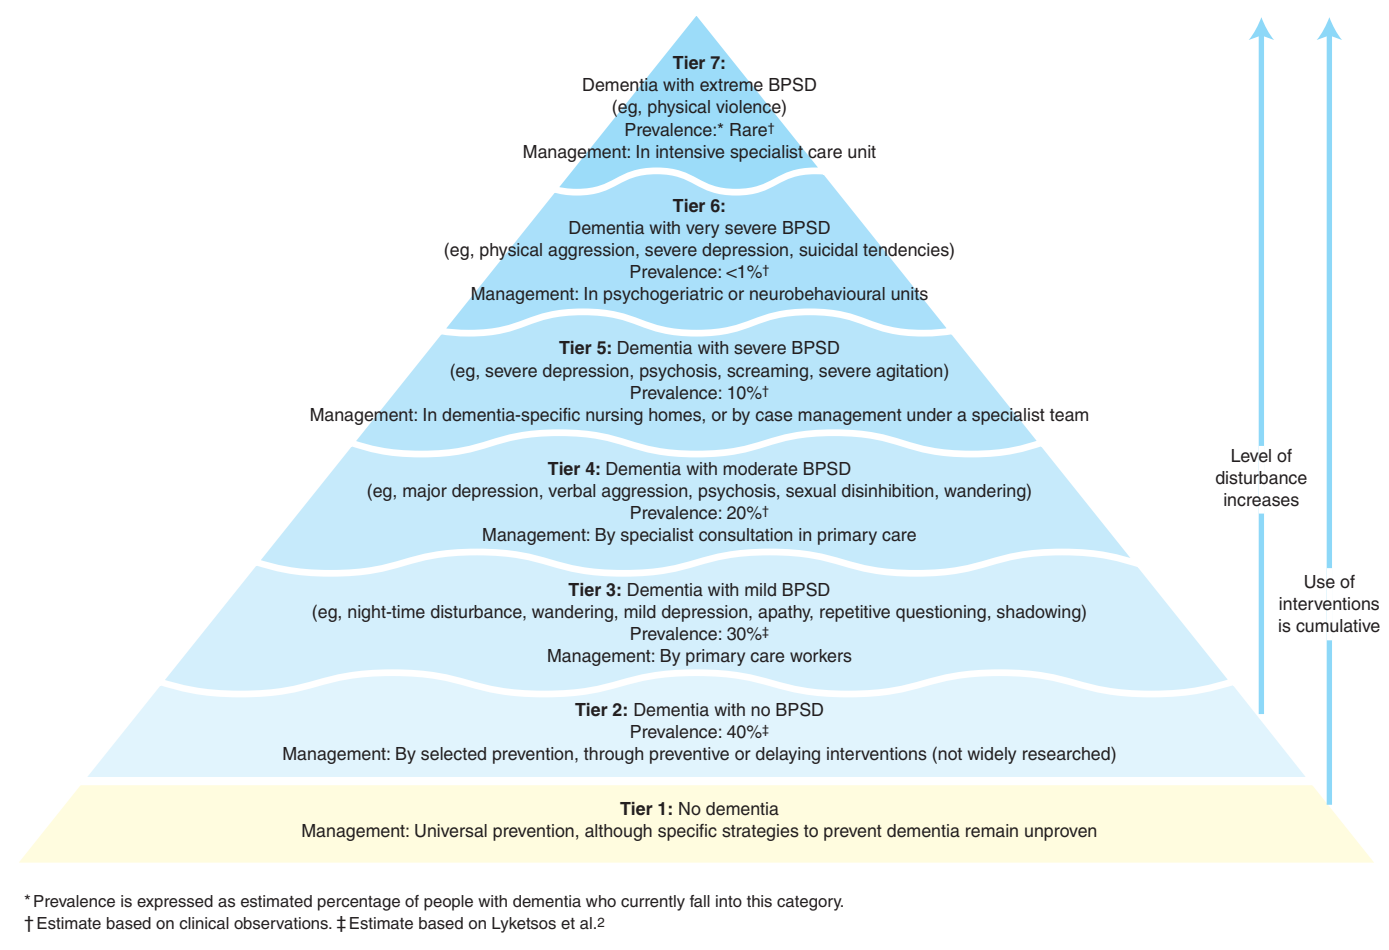 Tier 7:
Dementia with extreme BPSD
(eg, physical violence)
Prevalence:* Rare†
Management: In intensive specialist care unit
Tier 6:
Dementia with very severe BPSD
(eg, physical aggression, severe depression, suicidal tendencies)
Prevalence: <1%†
Management: In psychogeriatric or neurobehavioural units
Tier 5: Dementia with severe BPSD
(eg, severe depression, psychosis, screaming, severe agitation)
Prevalence: 10%†
Management: In dementia-specific nursing homes, or by case management under a specialist team
Tier 4: Dementia with moderate BPSD
(eg, major depression, verbal aggression, psychosis, sexual disinhibition, wandering)
Prevalence: 20%†
Management: By specialist consultation in primary care
Tier 3: Dementia with mild BPSD
(eg, night-time disturbance, wandering, mild depression, apathy, repetitive questioning, shadowing)
Prevalence: 30%‡
Management: By primary care workers
Tier 2: Dementia with no BPSD
Prevalence: 40%‡
Management: By selected prevention, through preventive or delaying interventions (not widely researched)
Tier 1: No dementia
Management: Universal prevention, although specific strategies to prevent dementia remain unproven
Level of
disturbance
increases
Use of
interventions
is cumulative
* Prevalence is expressed as estimated percentage of people with dementia who currently fall into this category.
† Estimate based on clinical observations. ‡ Estimate based on Lyketsos et al.2